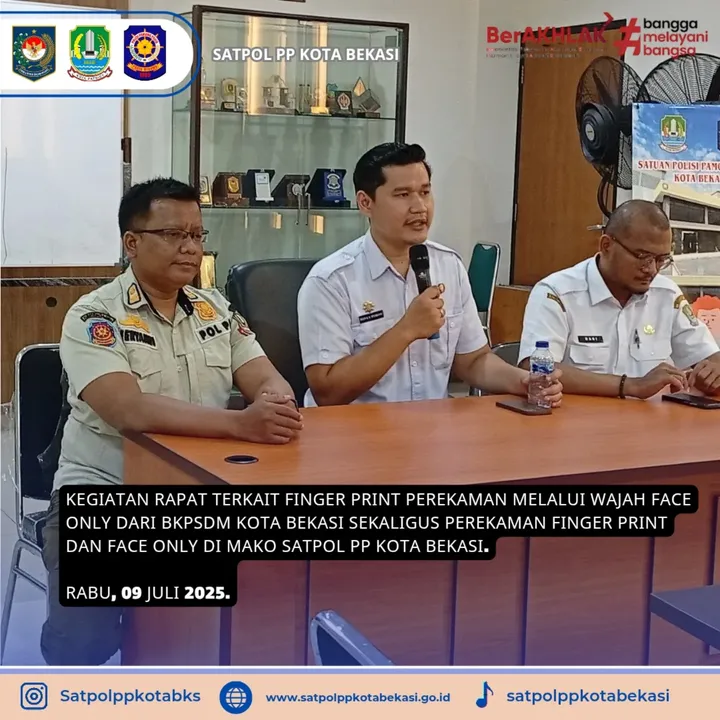 SATPOL PP KOTA BEKASI
BerAKHLAK
#
bangga
melayani
bangsa
SATUAN POLISI PAMO
KOTA BEKA
POL P
DANI
KEGIATAN RAPAT TERKAIT FINGER PRINT PEREKAMAN MELALUI WAJAH FACE
ONLY DARI BKPSDM KOTA BEKASI SEKALIGUS PEREKAMAN FINGER PRINT
DAN FACE ONLY DI MAKO SATPOL PP KOTA BEKASI.
RABU, 09 JULI 2025.
Satpolppkotabks
www.satpolppkotabekasi.go.id
satpolppkotabekasi